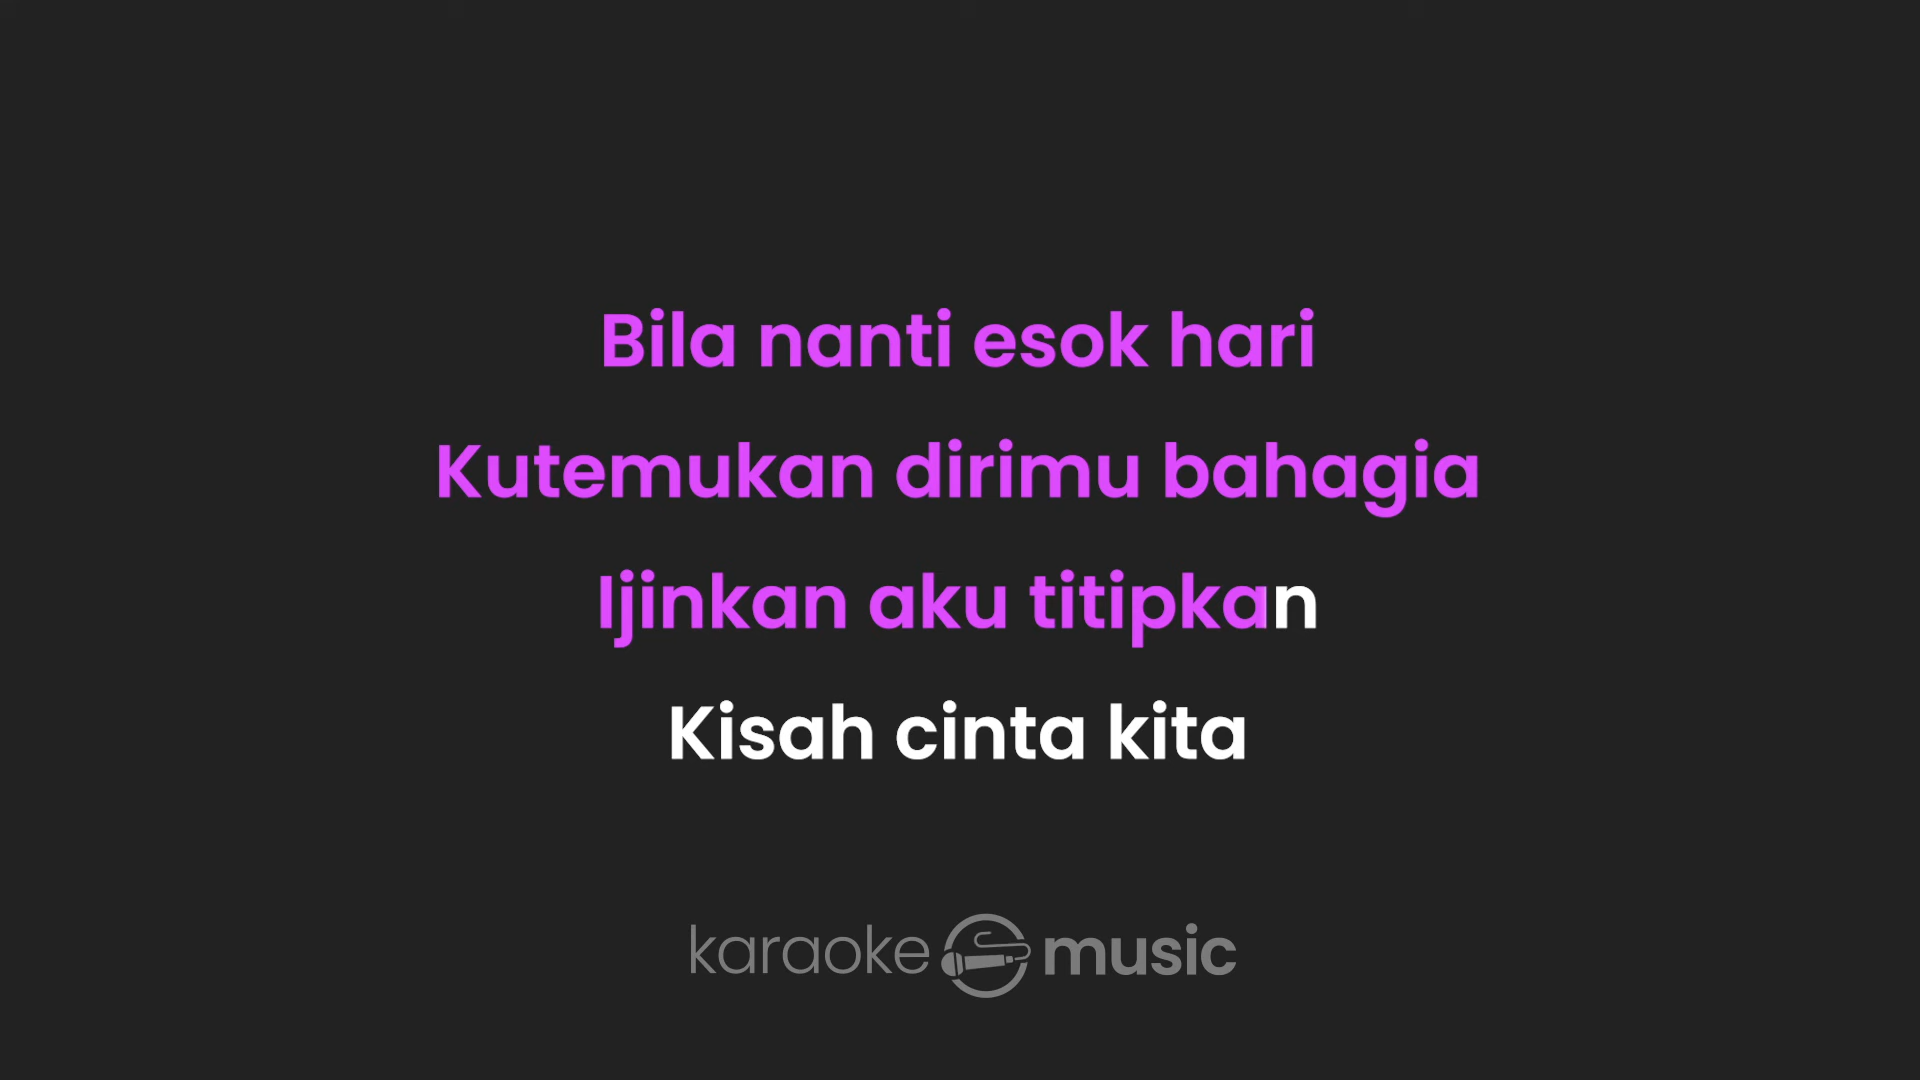 Bila nanti esok hari
Kutemukan dirimu bahagia
Ijinkan aku titipkan
Kisah cinta kita
karaoke music